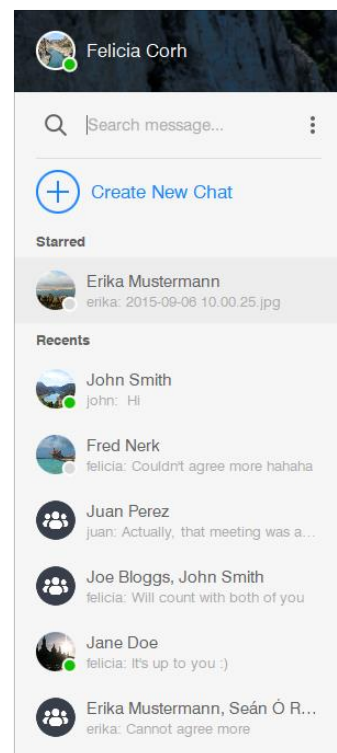 Felicia Corh
Search message...
Create New Chat
Starred
Erika Mustermann
erika: 2015-09-06 10.00.25.jpg
Recents
John Smith
john: Hi
Fred Nerk
felicia: Couldn't agree more hahaha
Juan Perez
juan: Actually, that meeting was a...
Joe Bloggs, John Smith
felicia: Will count with both of you
Jane Doe
felicia: It's up to you :)
Erika Mustermann, Seán Ó R...
erika: Cannot agree more